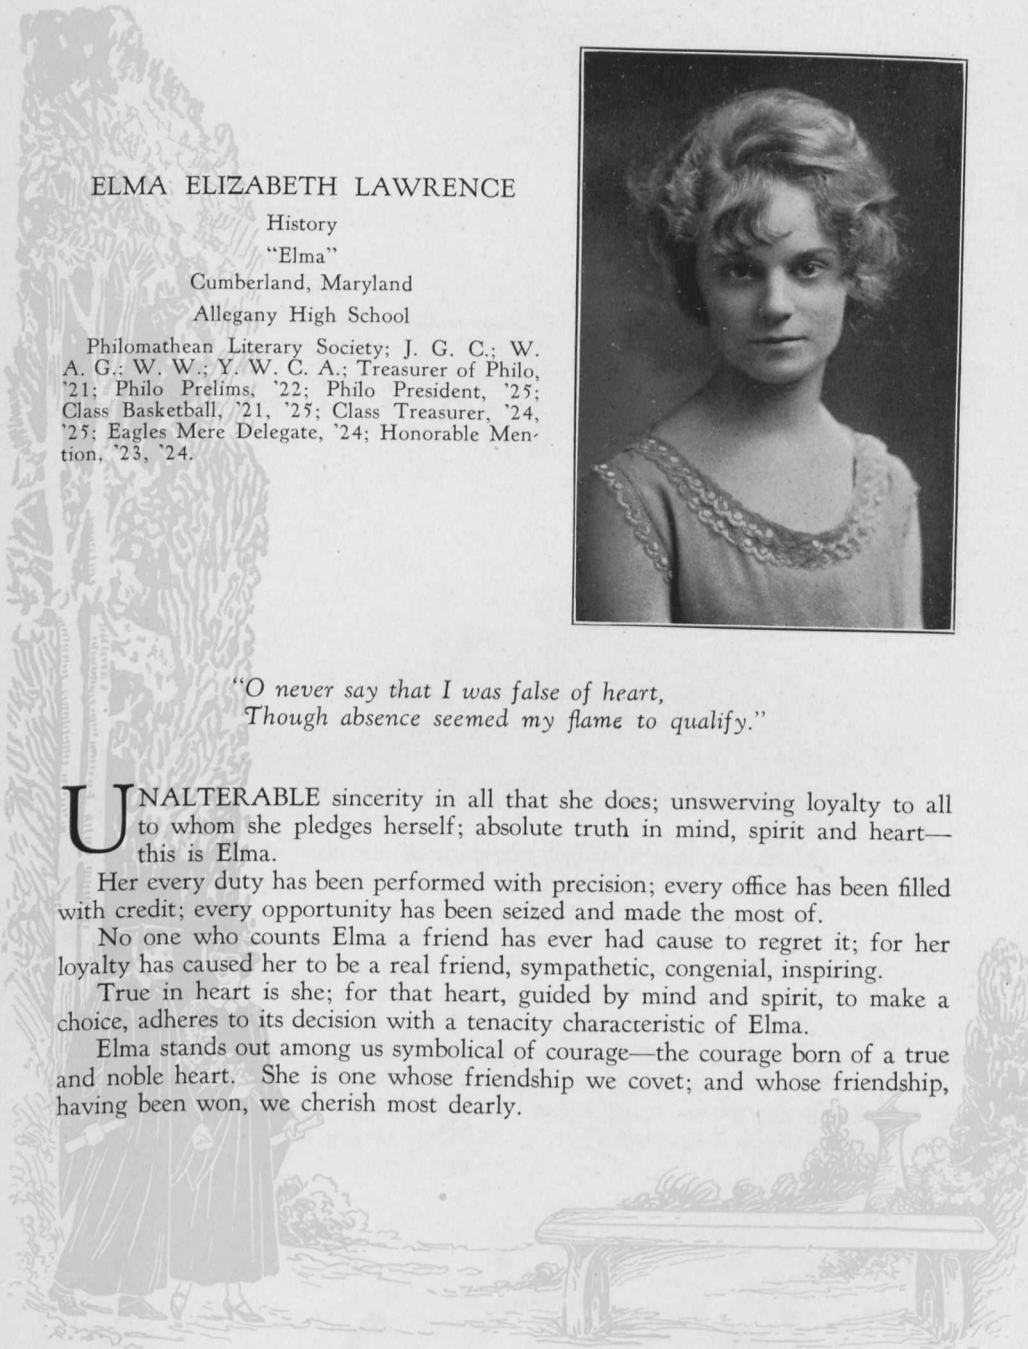 ELMA ELIZABETH LAWRENCE
History
"Elma"
Cumberland, Maryland
Allegany High School
Philomathean Literary Society; J. G. C.; W.
A. G.; W. W.; Y. W. C. A.; Treasurer of Philo,
'21; Philo Prelims, '22; Philo President, '25;
Class Basketball, '21, '25; Class Treasurer, '24,
'25; Eagles Mere Delegate, '24; Honorable Men-
tion, '23, '24.
"O never say that I was false of heart,
Though absence seemed my flame to qualify."
UNALTERABLE sincerity in all that she does; unswerving loyalty to all
to whom she pledges herself; absolute truth in mind, spirit and heart—
this is Elma.
Her every duty has been performed with precision; every office has been filled
with credit; every opportunity has been seized and made the most of.
No one who counts Elma a friend has ever had cause to regret it; for her
loyalty has caused her to be a real friend, sympathetic, congenial, inspiring.
True in heart is she; for that heart, guided by mind and spirit, to make a
choice, adheres to its decision with a tenacity characteristic of Elma.
Elma stands out among us symbolical of courage—the courage born of a true
and noble heart. She is one whose friendship we covet; and whose friendship,
having been won, we cherish most dearly.